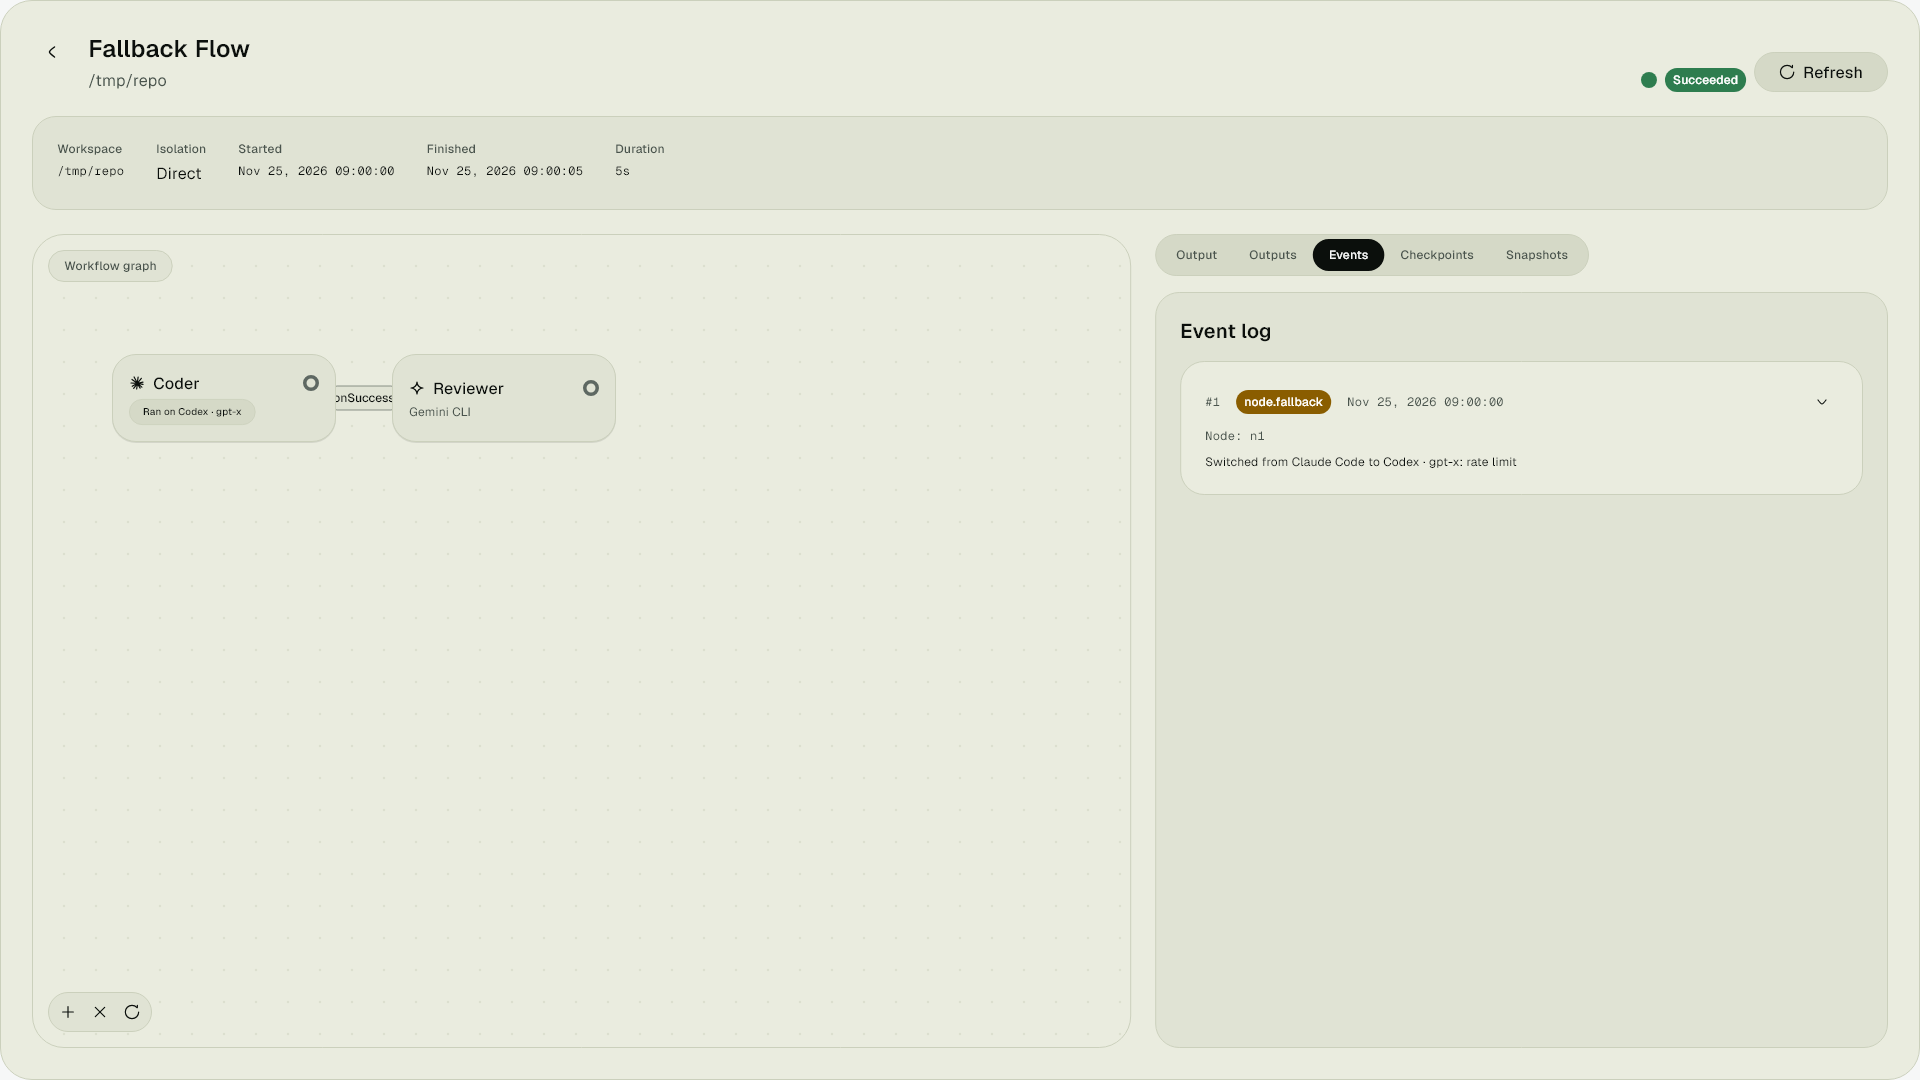 Fallback Flow
/tmp/repo
Succeeded
Refresh
Workspace
/tmp/repo
Isolation
Direct
Started
Nov 25, 2026 09:00:00
Finished
Nov 25, 2026 09:00:05
Duration
5s
Workflow graph
Coder
Ran on Codex · gpt-x
onSuccess
Reviewer
Gemini CLI
Output
Outputs
Events
Checkpoints
Snapshots
Event log
#1 node.fallback Nov 25, 2026 09:00:00
Node: n1
Switched from Claude Code to Codex · gpt-x: rate limit